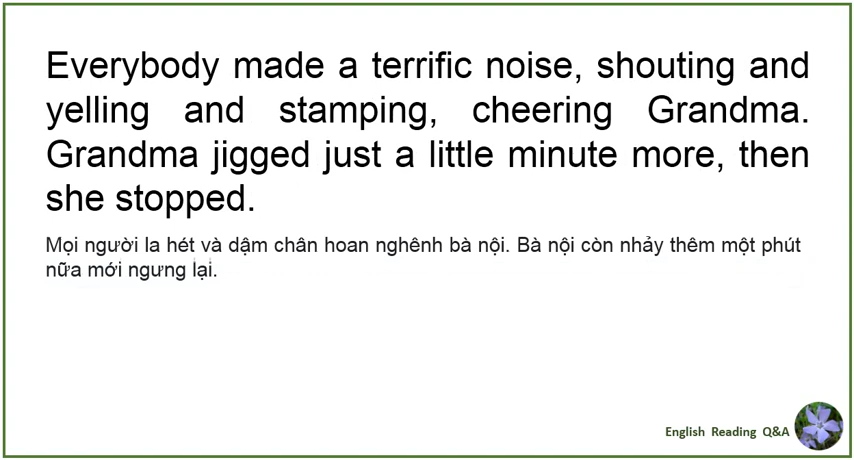 Everybody made a terrific noise, shouting and
yelling and stamping, cheering Grandma.
Grandma jigged just a little minute more, then
she stopped.
Mọi người la hét và dậm chân hoan nghênh bà nội. Bà nội còn nhảy thêm một phút
nữa mới ngưng lại.
English Reading Q&A